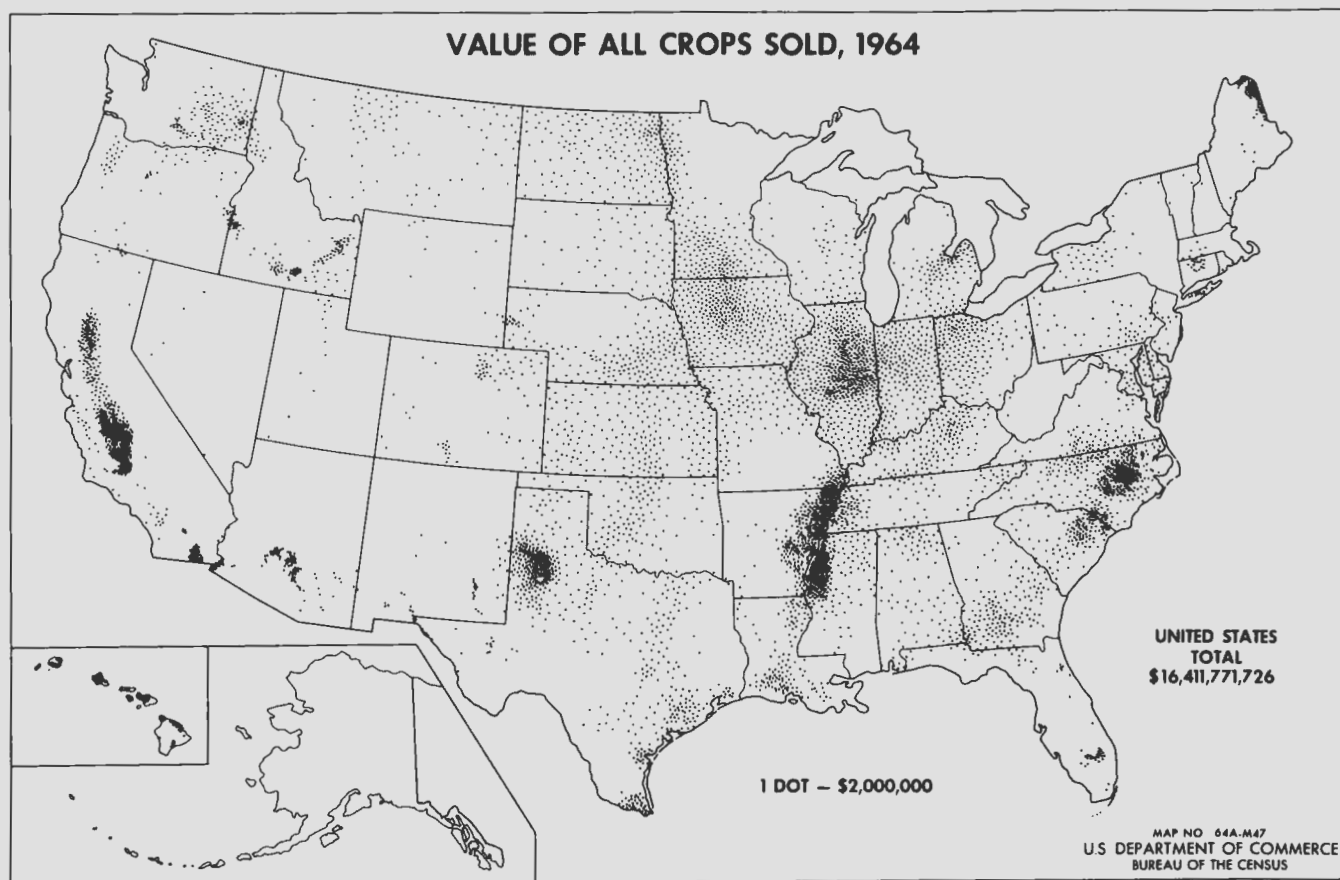 VALUE OF ALL CROPS SOLD, 1964
UNITED STATES
TOTAL
$16,411,771,726
1 DOT – $2,000,000
MAP NO 64A-M47
U.S DEPARTMENT OF COMMERCE
BUREAU OF THE CENSUS